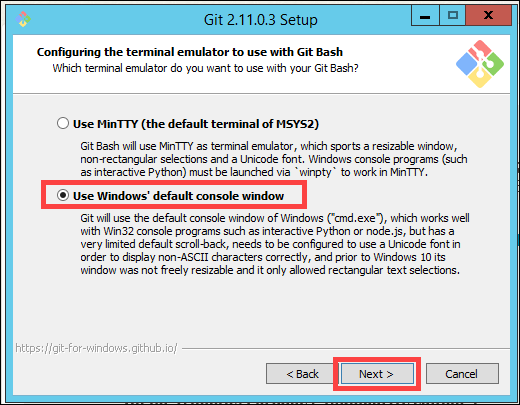 Git 2.11.0.3 Setup
Configuring the terminal emulator to use with Git Bash
Which terminal emulator do you want to use with your Git Bash?
Use MinTTY (the default terminal of MSYS2)
Git Bash will use MinTTY as terminal emulator, which sports a resizable window,
non-rectangular selections and a Unicode font. Windows console programs (such
as interactive Python) must be launched via `winpty` to work in MinTTY.
Use Windows' default console window
Git will use the default console window of Windows ("cmd.exe"), which works well
with Win32 console programs such as interactive Python or node.js, but has a
very limited default scroll-back, needs to be configured to use a Unicode font in
order to display non-ASCII characters correctly, and prior to Windows 10 its
window was not freely resizable and it only allowed rectangular text selections.
https://git-for-windows.github.io/
< Back
Next >
Cancel